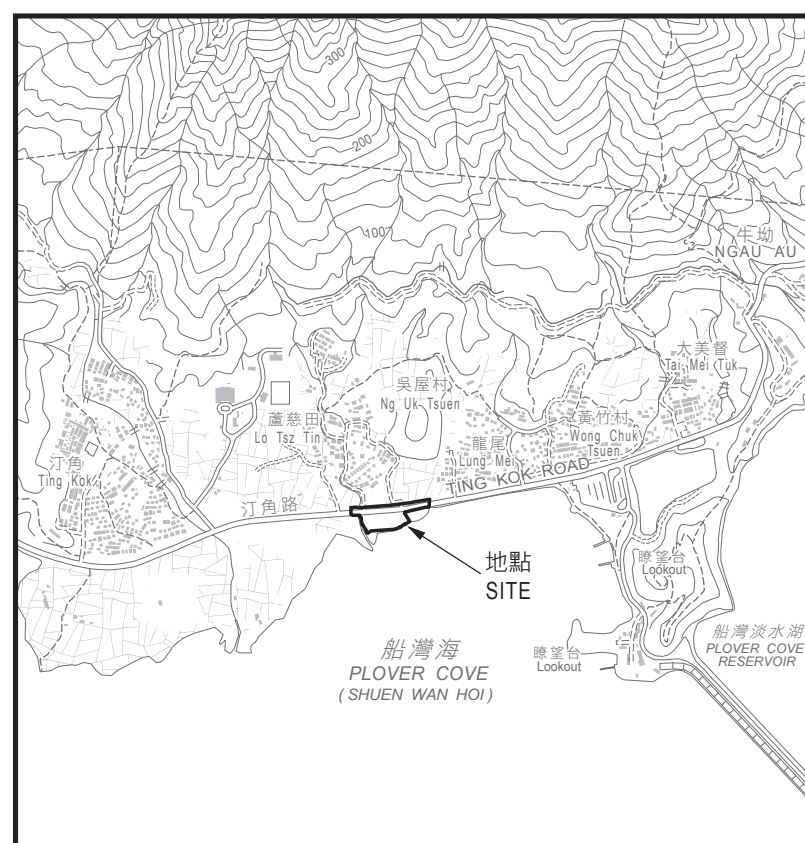 300
200
100
牛坳
NGAU AU
大美督
Tai Mei Tuk
吳屋村
Ng Uk Tsuen
蘆慈田
Lo Tsz Tin
黃竹村
Wong Chuk
Tsuen
龍尾
Lung Mei
汀角
Ting Kok
TING KOK ROAD
汀角路
地點
SITE
瞭望台
Lookout
船灣淡水湖
PLOVER COVE
RESERVOIR
船灣海
PLOVER COVE
(SHUEN WAN HOI)
瞭望台
Lookout